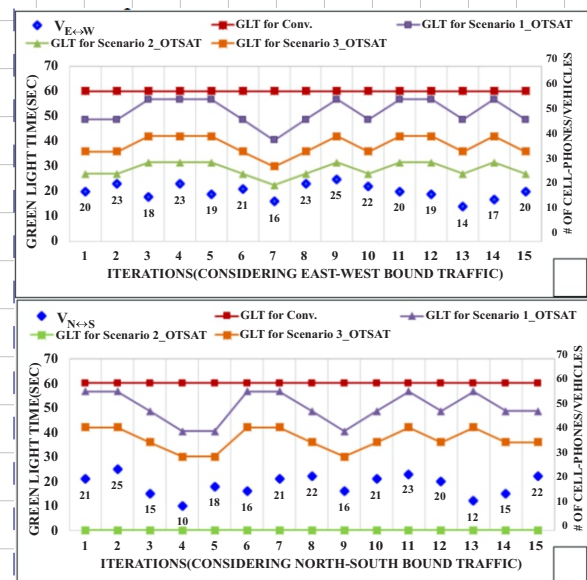 V E↔W GLT for Conv. GLT for Scenario 1_OTSAT
GLT for Scenario 2_OTSAT GLT for Scenario 3_OTSAT
GREEN LIGHT TIME(SEC)
70
60
50
40
30
20
10
0
20 23 18 23 19 21 16 23 25 22 20 19 14 17 20
70
60
50
40
30
20
10
0
# OF CELL-PHONES/VEHICLES
1 2 3 4 5 6 7 8 9 10 11 12 13 14 15
ITERATIONS(CONSIDERING EAST-WEST BOUND TRAFFIC)
V N↔S GLT for Conv. GLT for Scenario 1_OTSAT
GLT for Scenario 2_OTSAT GLT for Scenario 3_OTSAT
GREEN LIGHT TIME(SEC)
70
60
50
40
30
20
10
0
21 25 15 10 18 16 21 22 16 21 23 20 12 15 22
70
60
50
40
30
20
10
0
# OF CELL-PHONES/VEHICLES
1 2 3 4 5 6 7 8 9 10 11 12 13 14 15
ITERATIONS(CONSIDERING NORTH-SOUTH BOUND TRAFFIC)